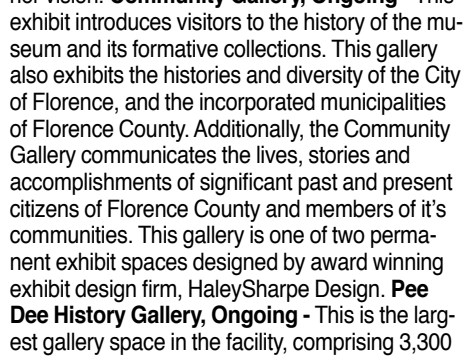 her vision. Community Gallery, Ongoing - This
exhibit introduces visitors to the history of the mu-
seum and its formative collections. This gallery
also exhibits the histories and diversity of the City
of Florence, and the incorporated municipalities
of Florence County. Additionally, the Community
Gallery communicates the lives, stories and
accomplishments of significant past and present
citizens of Florence County and members of it's
communities. This gallery is one of two perma-
nent exhibit spaces designed by award winning
exhibit design firm, HaleySharpe Design. Pee
Dee History Gallery, Ongoing - This is the larg-
est gallery space in the facility, comprising 3,300